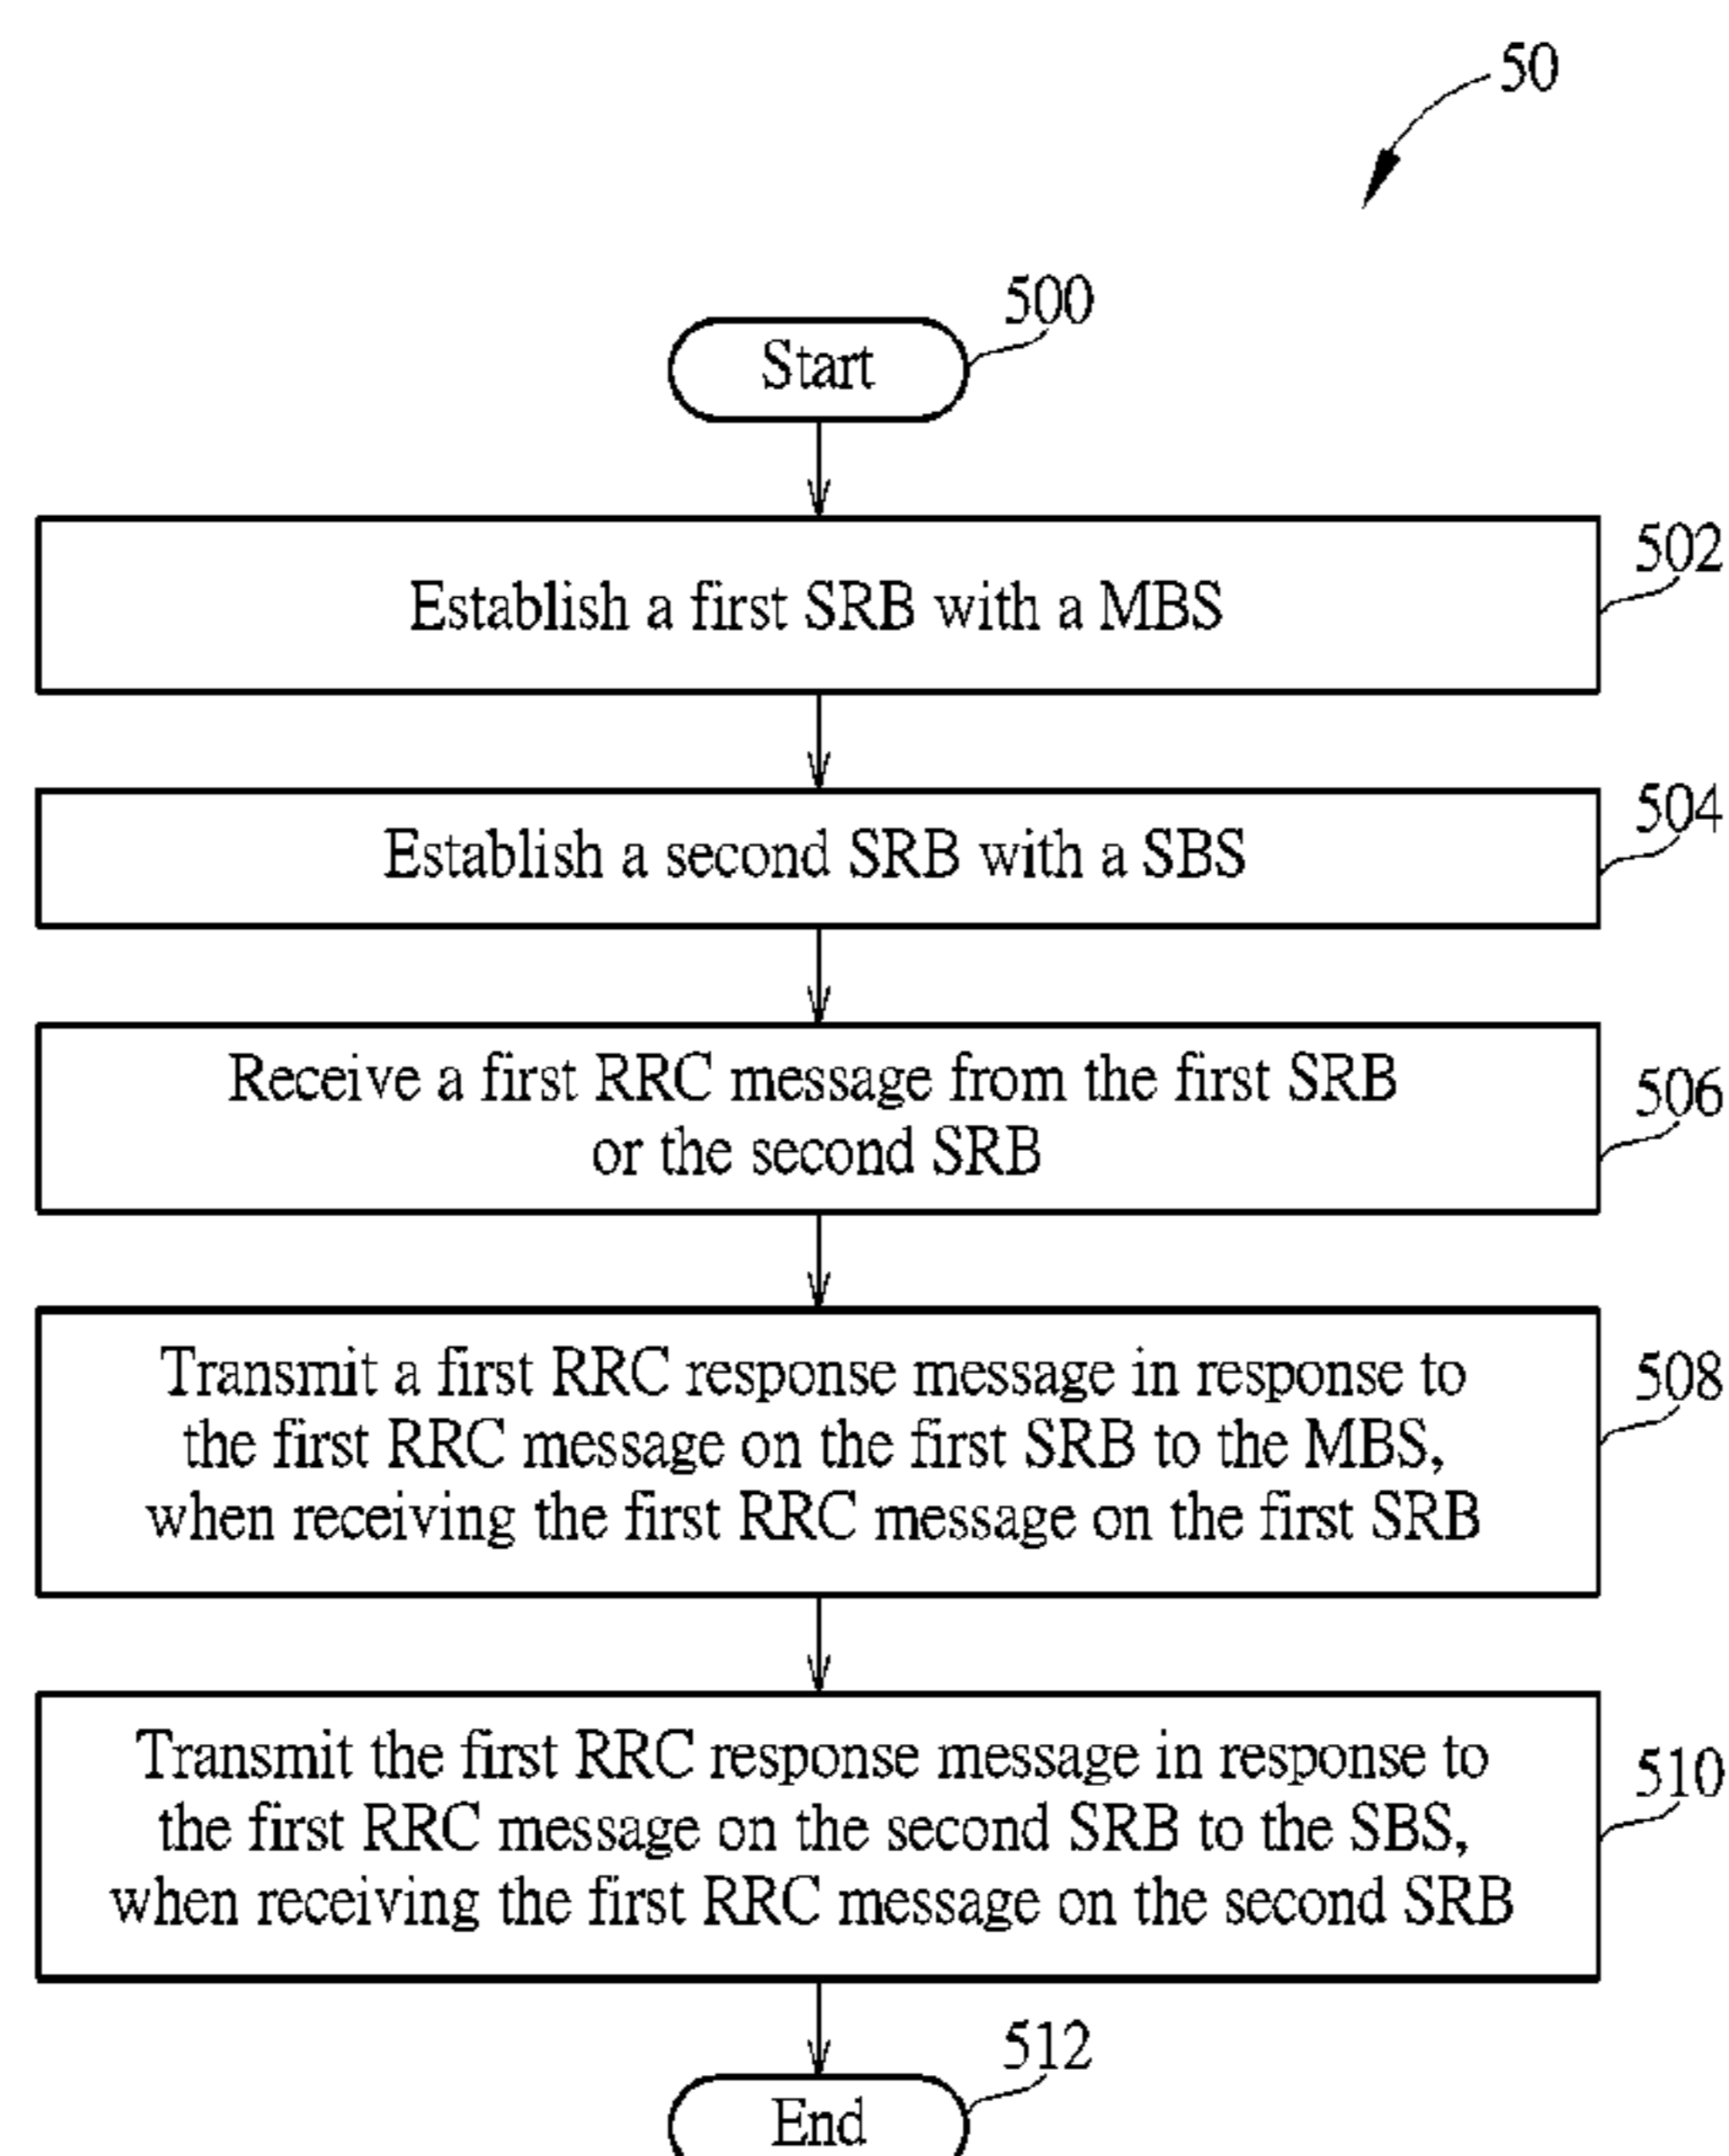 50
500
Start
502
Establish a first SRB with a MBS
504
Establish a second SRB with a SBS
Receive a first RRC message from the first SRB
or the second SRB
506
Transmit a first RRC response message in response to
the first RRC message on the first SRB to the MBS,
when receiving the first RRC message on the first SRB
508
Transmit the first RRC response message in response to
the first RRC message on the second SRB to the SBS,
when receiving the first RRC message on the second SRB
510
512
End